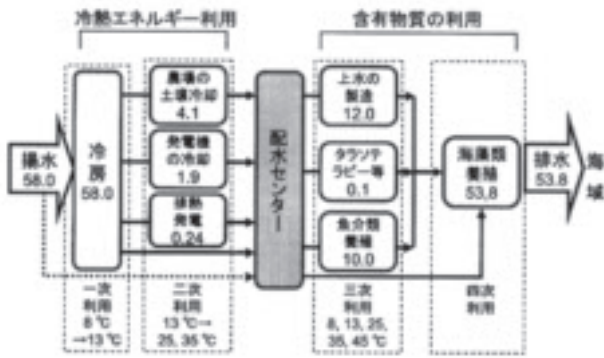 冷熱エネルギー利用
含有物質の利用
揚水
58.0
冷
房
58.0
農場の
土壌冷却
4.1
発電機
の冷却
1.9
排熱
発電
0.24
配水センター
上水の
製造
12.0
タラソテ
ラピー等
0.1
魚介類
養殖
10.0
海藻類
養殖
53.8
排水
53.8
海
域
一次
利用
8 ℃
→13 ℃
二次
利用
13 ℃→
25, 35 ℃
三次
利用
8, 13, 25,
35, 45 ℃
四次
利用